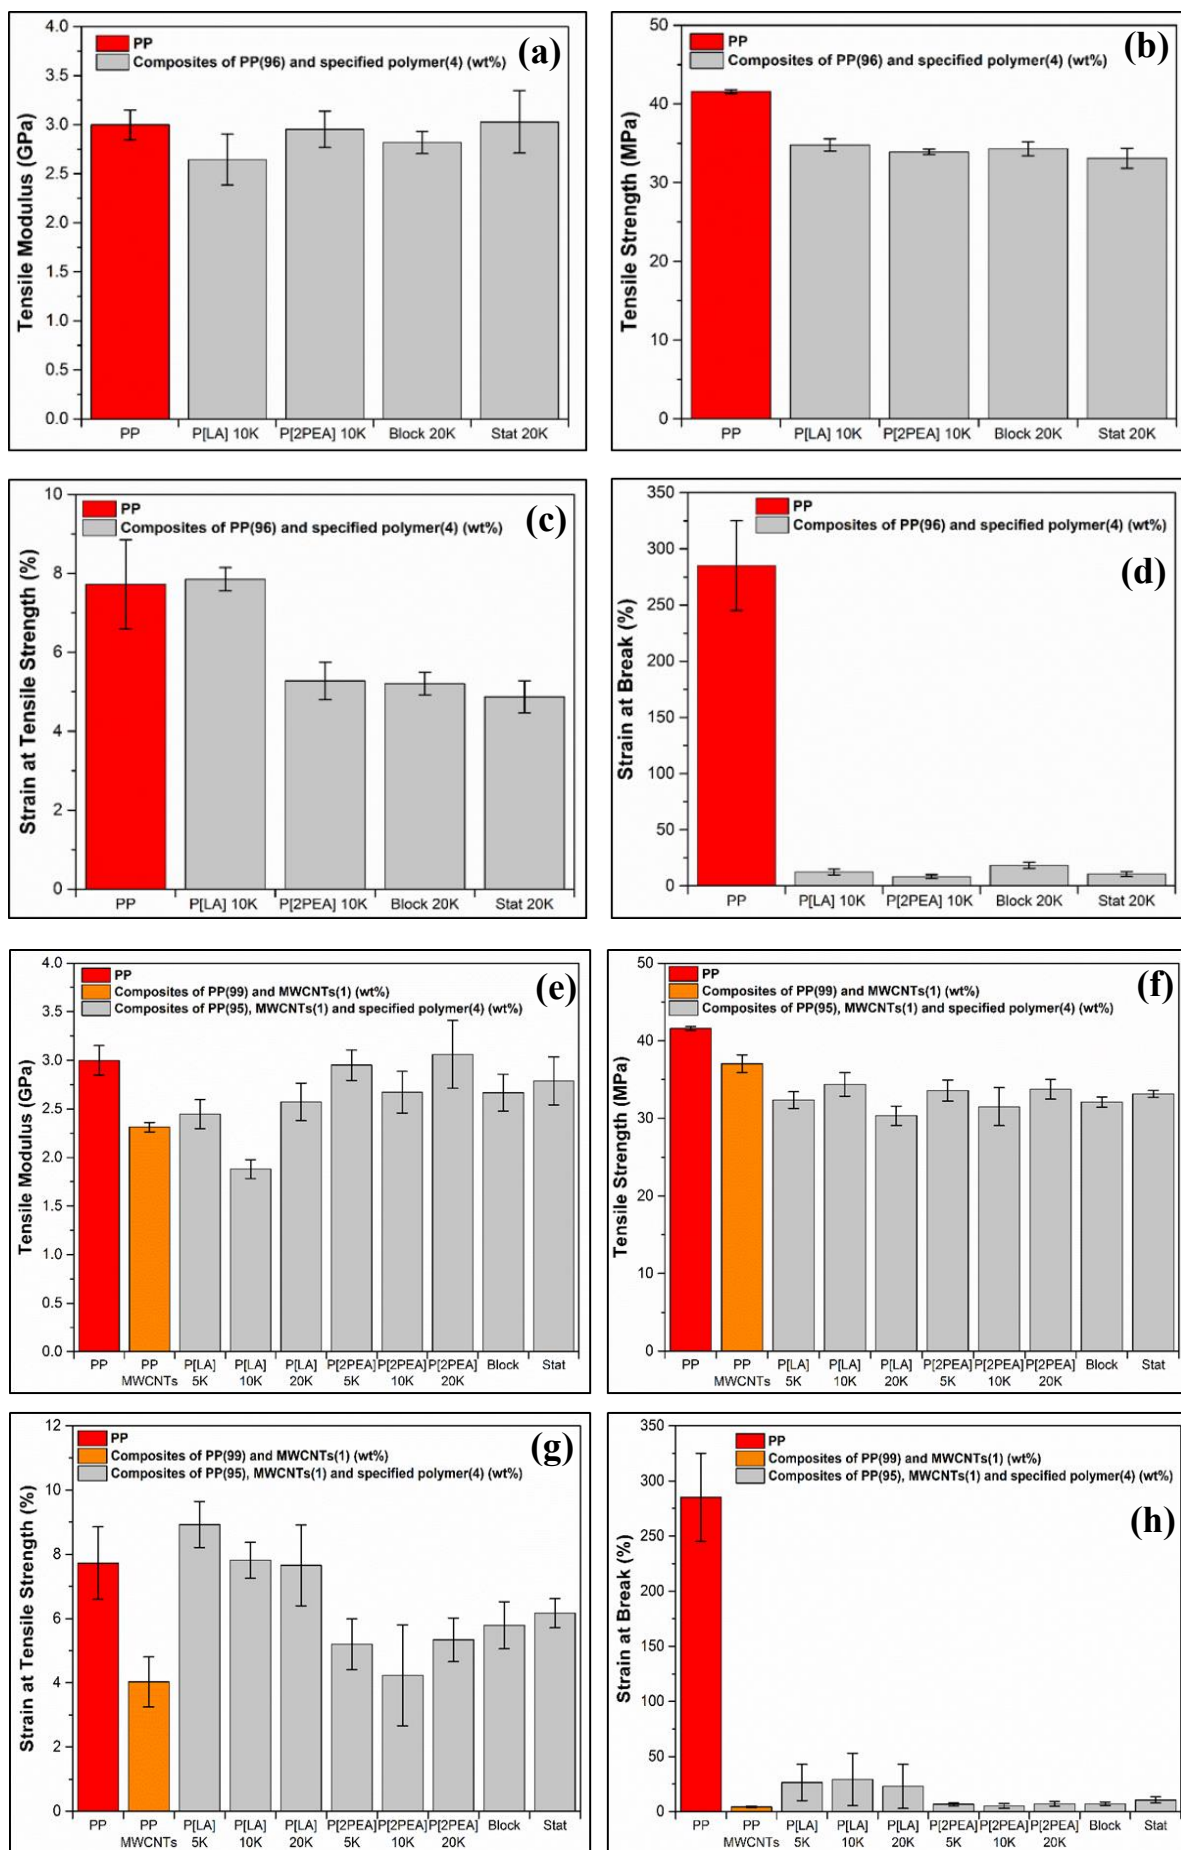 4.0
3.5
3.0
2.5
2.0
1.5
1.0
0.5
0.0
Tensile Modulus (GPa)
PP
Composites of PP(96) and specified polymer(4) (wt%)
(a)
PP
P[LA] 10K
P[2PEA] 10K
Block 20K
Stat 20K
50
40
30
20
10
0
Tensile Strength (MPa)
PP
Composites of PP(96) and specified polymer(4) (wt%)
(b)
PP
P[LA] 10K
P[2PEA] 10K
Block 20K
Stat 20K
10
8
6
4
2
0
Strain at Tensile Strength (%)
PP
Composites of PP(96) and specified polymer(4) (wt%)
(c)
PP
P[LA] 10K
P[2PEA] 10K
Block 20K
Stat 20K
350
300
250
200
150
100
50
0
Strain at Break (%)
PP
Composites of PP(96) and specified polymer(4) (wt%)
(d)
PP
P[LA] 10K
P[2PEA] 10K
Block 20K
Stat 20K
4.0
3.5
3.0
2.5
2.0
1.5
1.0
0.5
0.0
Tensile Modulus (GPa)
PP
Composites of PP(99) and MWCNTs(1) (wt%)
Composites of PP(95), MWCNTs(1) and specified polymer(4) (wt%)
(e)
PP PP P[LA] P[LA] P[LA] P[2PEA] P[2PEA] P[2PEA] Block Stat
MWCNTs 5K 10K 20K 5K 10K 20K
50
40
30
20
10
0
Tensile Strength (MPa)
PP
Composites of PP(99) and MWCNTs(1) (wt%)
Composites of PP(95), MWCNTs(1) and specified polymer(4) (wt%)
(f)
PP PP P[LA] P[LA] P[LA] P[2PEA] P[2PEA] P[2PEA] Block Stat
MWCNTs 5K 10K 20K 5K 10K 20K
12
10
8
6
4
2
0
Strain at Tensile Strength (%)
PP
Composites of PP(99) and MWCNTs(1) (wt%)
Composites of PP(95), MWCNTs(1) and specified polymer(4) (wt%)
(g)
PP PP P[LA] P[LA] P[LA] P[2PEA] P[2PEA] P[2PEA] Block Stat
MWCNTs 5K 10K 20K 5K 10K 20K
350
300
250
200
150
100
50
0
Strain at Break (%)
PP
Composites of PP(99) and MWCNTs(1) (wt%)
Composites of PP(95), MWCNTs(1) and specified polymer(4) (wt%)
(h)
PP PP P[LA] P[LA] P[LA] P[2PEA] P[2PEA] P[2PEA] Block Stat
MWCNTs 5K 10K 20K 5K 10K 20K